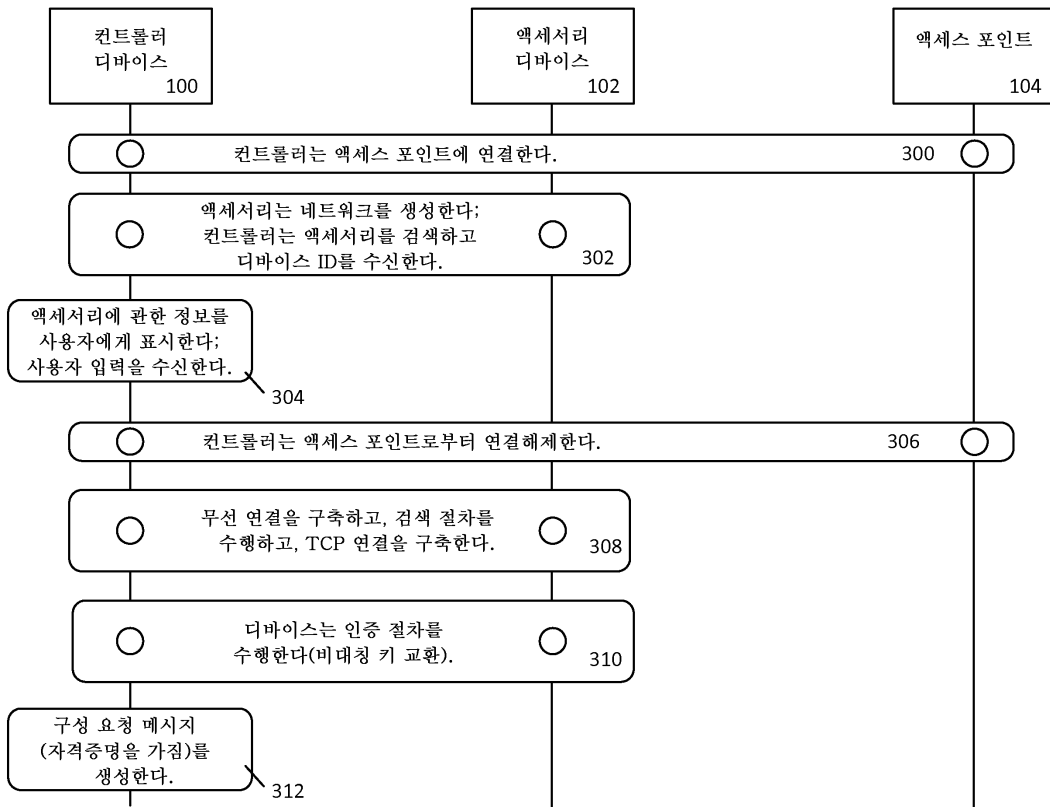 컨트롤러
디바이스
100
액세서리
디바이스
102
액세스 포인트
104
컨트롤러는 액세스 포인트에 연결한다.
300
액세서리는 네트워크를 생성한다;
컨트롤러는 액세서리를 검색하고
디바이스 ID를 수신한다.
302
액세서리에 관한 정보를
사용자에게 표시한다;
사용자 입력을 수신한다.
304
컨트롤러는 액세스 포인트로부터 연결해제한다.
306
무선 연결을 구축하고, 검색 절차를
수행하고, TCP 연결을 구축한다.
308
디바이스는 인증 절차를
수행한다(비대칭 키 교환).
310
구성 요청 메시지
(자격증명을 가짐)를
생성한다.
312